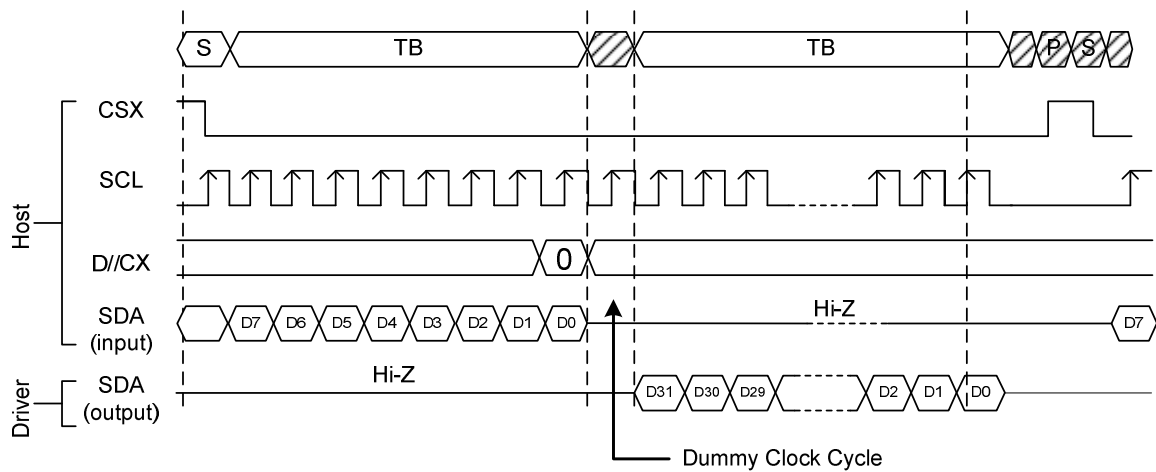 S TB TB P S
CSX
SCL
D//CX 0
Host
SDA
(input)
D7 D6 D5 D4 D3 D2 D1 D0 Hi-Z D7
Driver
SDA
(output)
Hi-Z D31 D30 D29 D2 D1 D0
Dummy Clock Cycle